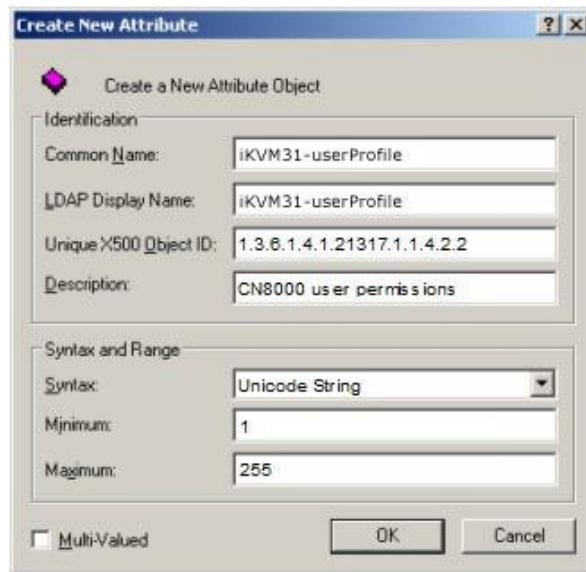 Create New Attribute
Create a New Attribute Object
Identification
Common Name: iKVM31-userProfile
LDAP Display Name: iKVM31-userProfile
Unique X500 Object ID: 1.3.6.1.4.1.21317.1.1.4.2.2
Description: CN8000 user permissions
Syntax and Range
Syntax: Unicode String
Minimum: 1
Maximum: 255
Multi-Valued OK Cancel